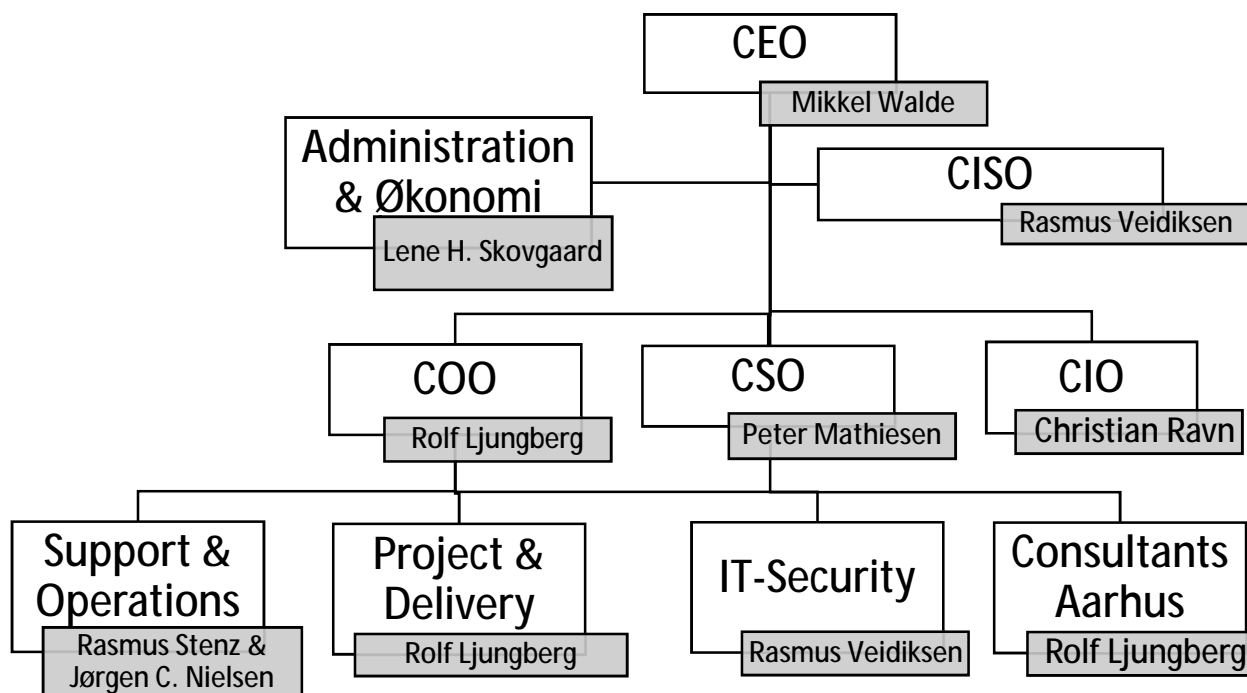 CEO
Mikkel Walde
Administration
& Økonomi
Lene H. Skovgaard
CISO
Rasmus Veidiksen
COO
Rolf Ljungberg
CSO
Peter Mathiesen
CIO
Christian Ravn
Support &
Operations
Rasmus Stenz &
Jørgen C. Nielsen
Project &
Delivery
Rolf Ljungberg
IT-Security
Rasmus Veidiksen
Consultants
Aarhus
Rolf Ljungberg